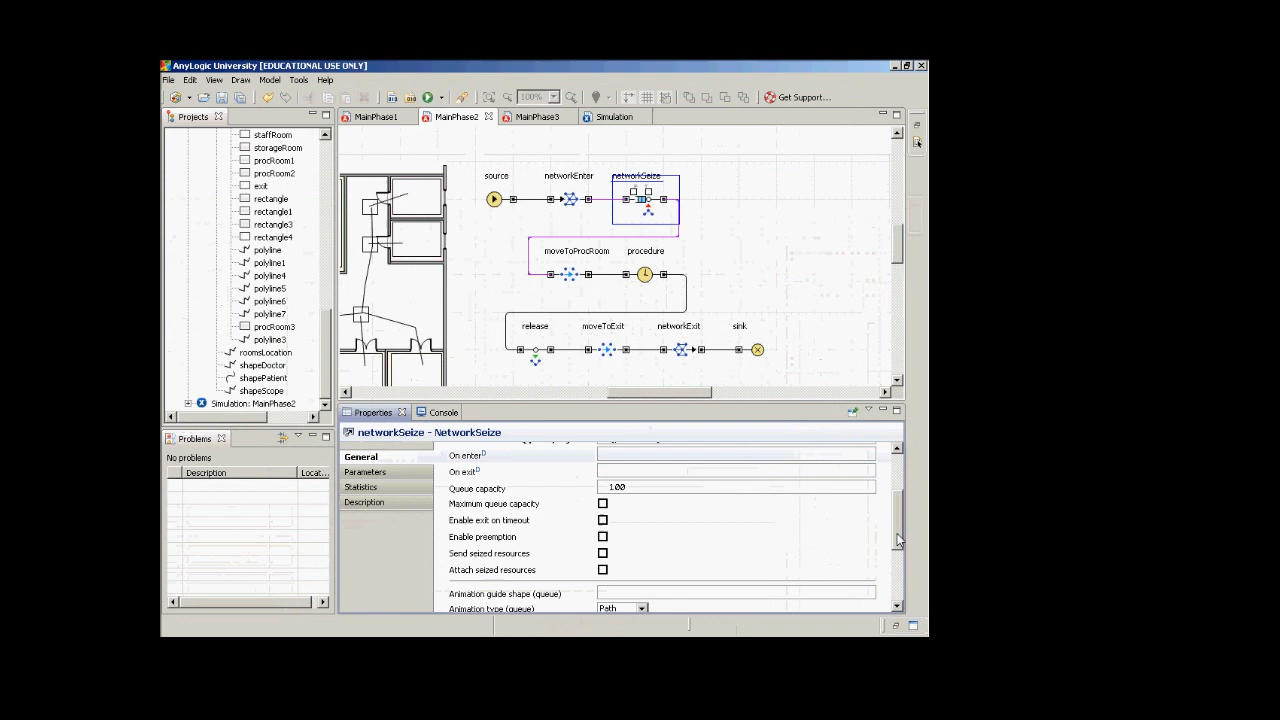 AnyLogic University [EDUCATIONAL USE ONLY]
File Edit View Draw Model Tools Help
100% Get Support...
Projects
MainPhase1 MainPhase2 MainPhase3 Simulation
staffRoom
storageRoom
procRoom1
procRoom2
exit
rectangle
rectangle1
rectangle3
rectangle4
polyline
polyline1
polyline4
polyline5
polyline6
polyline7
procRoom3
polyline3
roomsLocation
shapeDoctor
shapePatient
shapeScope
Simulation: MainPhase2
source networkEnter networkSeize
moveToProcRoom procedure
release moveToExit networkExit sink
Problems
No problems
Description Locat...
Properties Console
networkSeize - NetworkSeize
General
Parameters
Statistics
Description
On enter
On exit
Queue capacity 100
Maximum queue capacity
Enable exit on timeout
Enable preemption
Send seized resources
Attach seized resources
Animation guide shape (queue)
Animation type (queue) Path